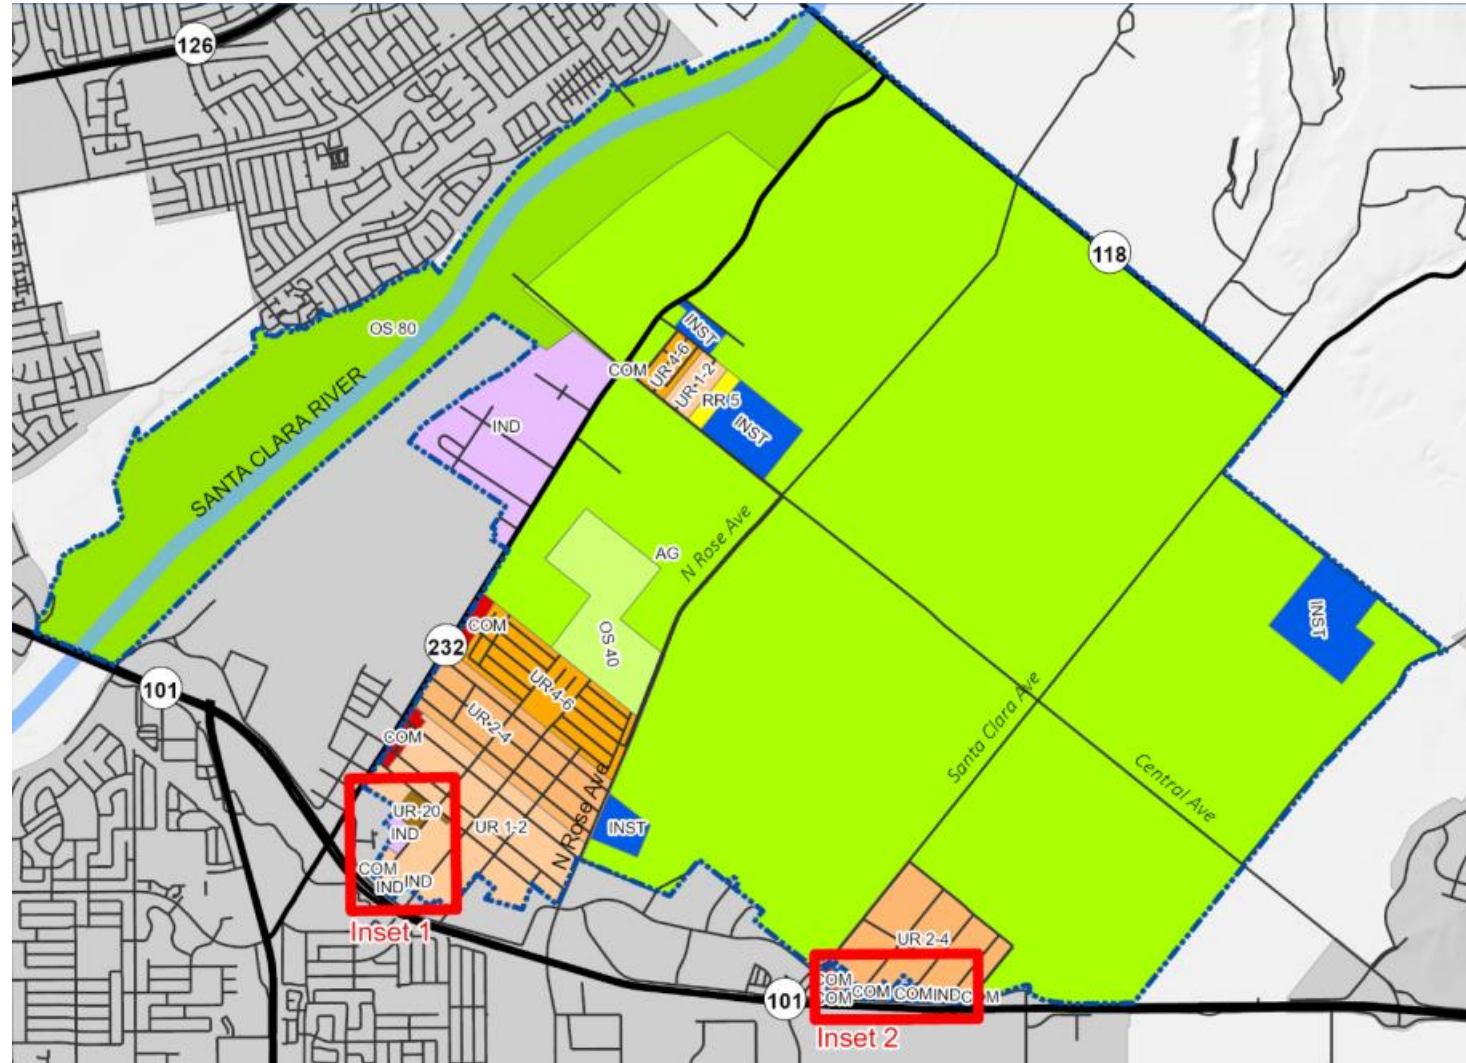 126
118
OS 80
SANTA CLARA RIVER
INST
COM
UR 4-6
UR 1-2
RR 5
INST
IND
N Rose Ave
AG
OS 40
INST
COM
232
UR 4-6
101
UR 2-4
COM
Santa Clara Ave
Central Ave
N Rose Ave
UR-20
IND
UR 1-2
INST
COM
IND
IND
Inset 1
UR 2-4
COM
COM
COM
COM
IND
COM
101
Inset 2